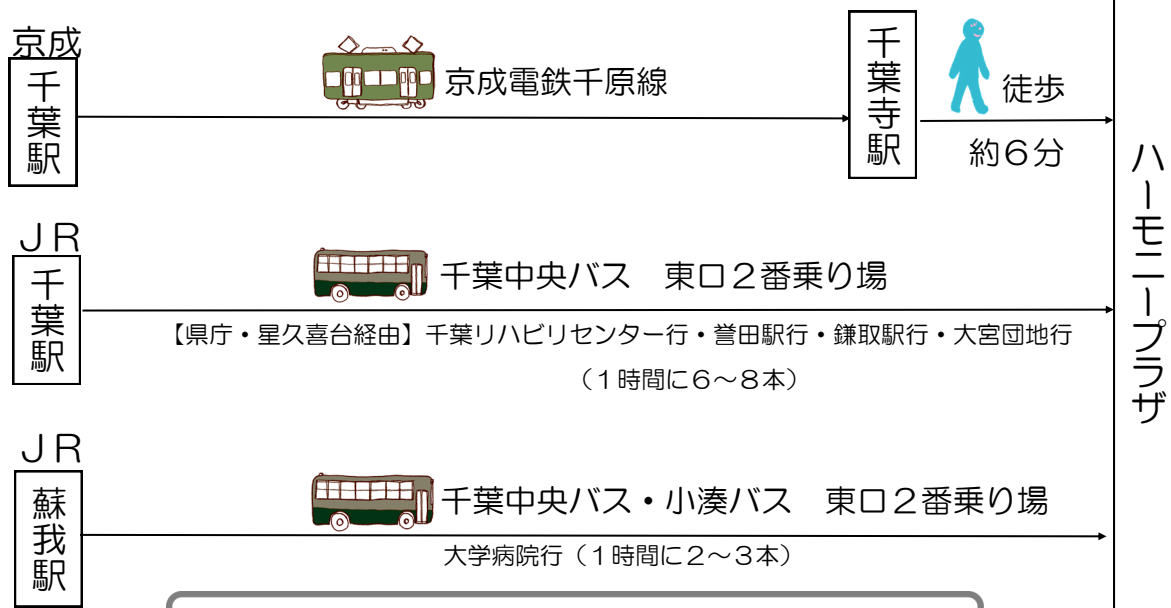 京成
千葉駅
京成電鉄千原線
千葉寺駅
徒歩
約６分
ＪＲ
千葉駅
千葉中央バス　東口２番乗り場
【県庁・星久喜台経由】千葉リハビリセンター行・誉田駅行・鎌取駅行・大宮団地行
（１時間に６～８本）
ＪＲ
蘇我駅
千葉中央バス・小湊バス　東口２番乗り場
大学病院行（１時間に２～３本）
ハーモニープラザ